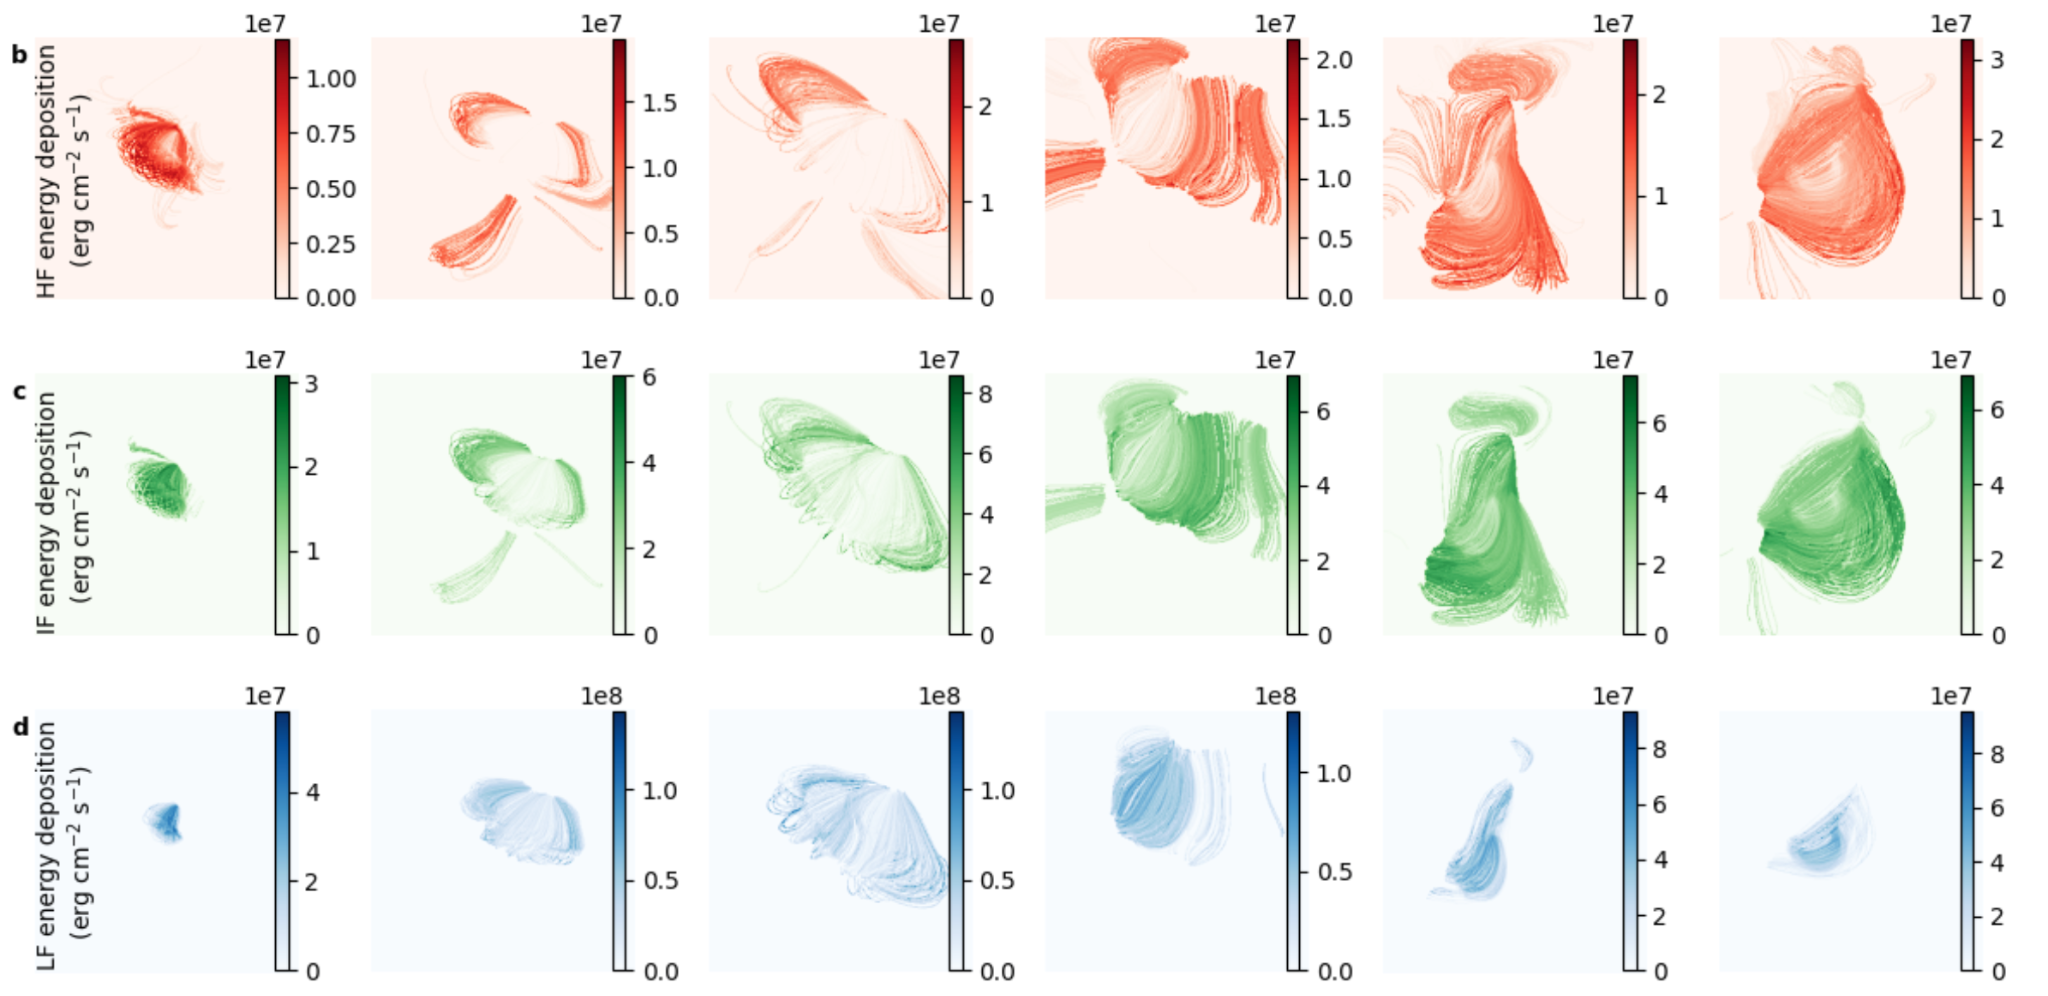 b
HF energy deposition
(erg cm⁻² s⁻¹)
1e7 1e7 1e7 1e7 1e7 1e7
1.00 0.75 0.50 0.25 0.00
1.5 1.0 0.5 0.0
2 1 0
2.0 1.5 1.0 0.5 0.0
2 1 0
3 2 1 0
c
IF energy deposition
(erg cm⁻² s⁻¹)
1e7 1e7 1e7 1e7 1e7 1e7
3 2 1 0
6 4 2 0
8 6 4 2 0
6 4 2 0
6 4 2 0
6 4 2 0
d
LF energy deposition
(erg cm⁻² s⁻¹)
1e7 1e8 1e8 1e8 1e7 1e7
4 2 0
1.0 0.5 0.0
1.0 0.5 0.0
1.0 0.5 0.0
8 6 4 2 0
8 6 4 2 0